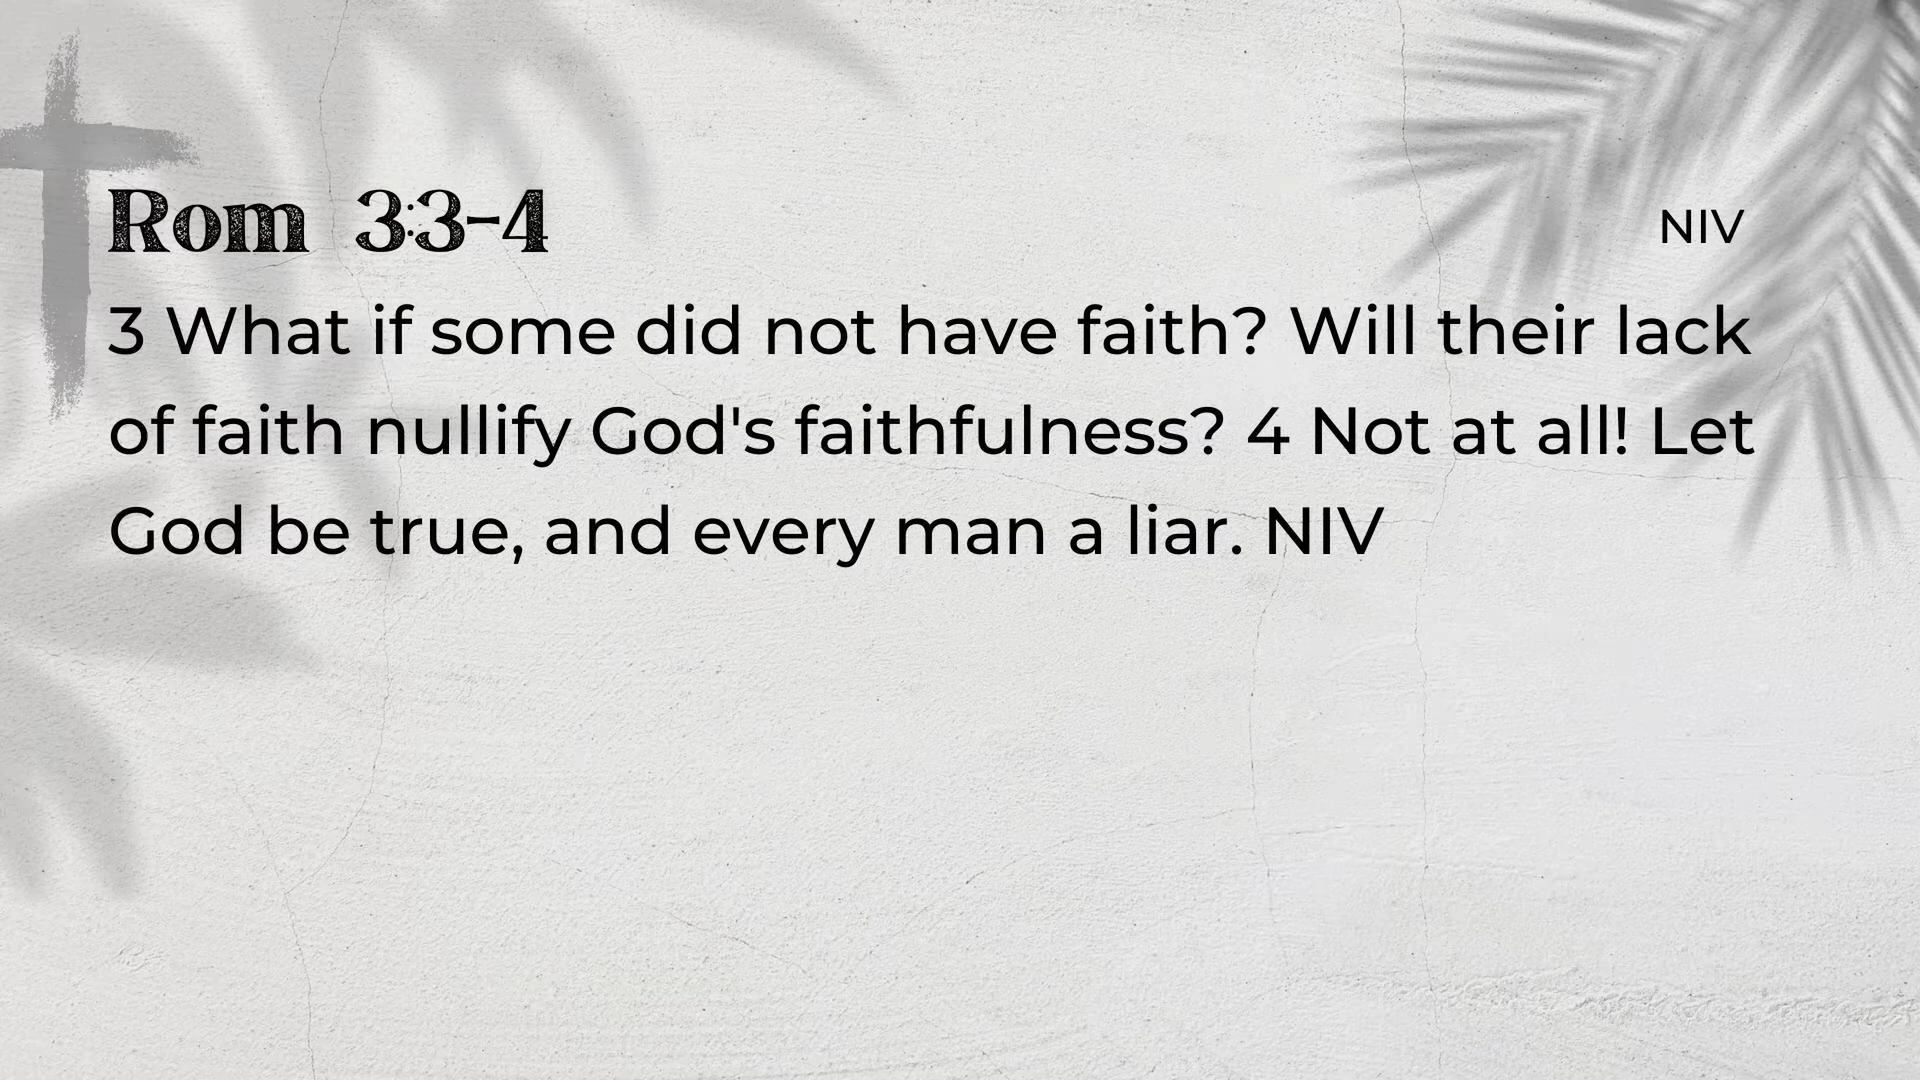 Rom 3:3-4
NIV
3 What if some did not have faith? Will their lack
of faith nullify God's faithfulness? 4 Not at all! Let
God be true, and every man a liar. NIV